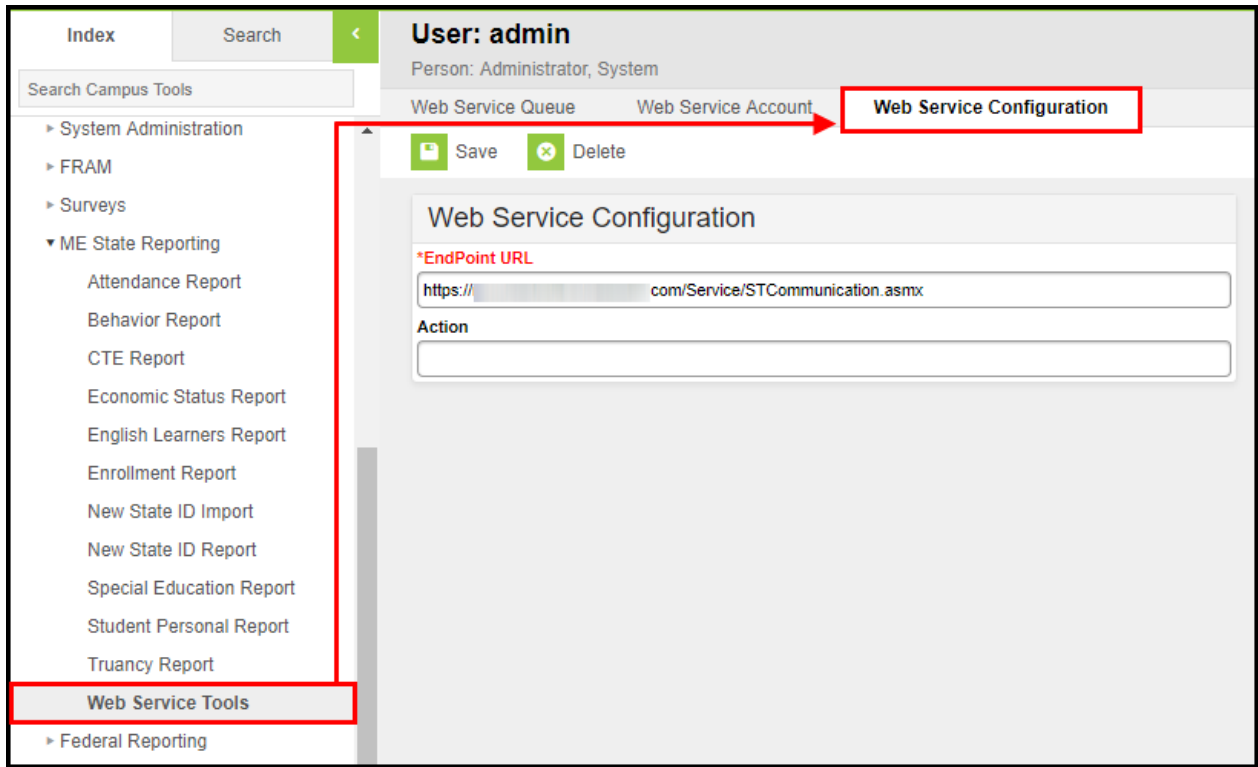 Index Search
Search Campus Tools
System Administration
FRAM
Surveys
ME State Reporting
Attendance Report
Behavior Report
CTE Report
Economic Status Report
English Learners Report
Enrollment Report
New State ID Import
New State ID Report
Special Education Report
Student Personal Report
Truancy Report
Web Service Tools
Federal Reporting
User: admin
Person: Administrator, System
Web Service Queue Web Service Account Web Service Configuration
Save Delete
Web Service Configuration
*EndPoint URL
https:// com/Service/STCommunication.asmx
Action